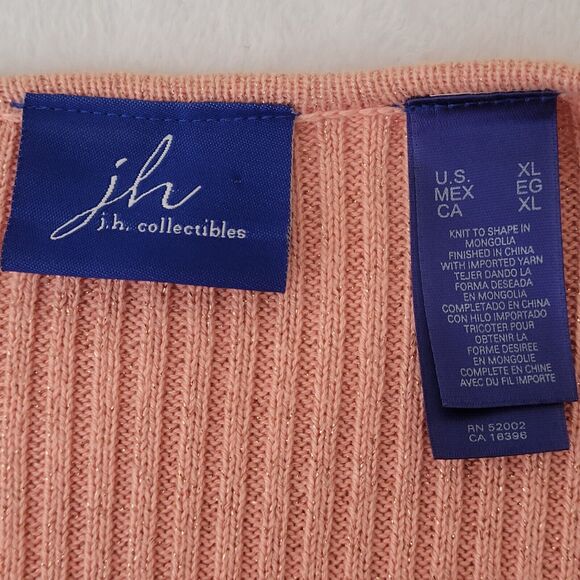 jh
j.h. collectibles
U.S. XL
MEX EG
CA XL
KNIT TO SHAPE IN
MONGOLIA
FINISHED IN CHINA
WITH IMPORTED YARN
TEJER DANDO LA
FORMA DESEADA
EN MONGOLIA
COMPLETADO EN CHINA
CON HILO IMPORTADO
TRICOTER POUR
OBTENIR LA
FORME DESIREE
EN MONGOLIE
COMPLETE EN CHINE
AVEC DU FIL IMPORTE
RN 52002
CA 16396